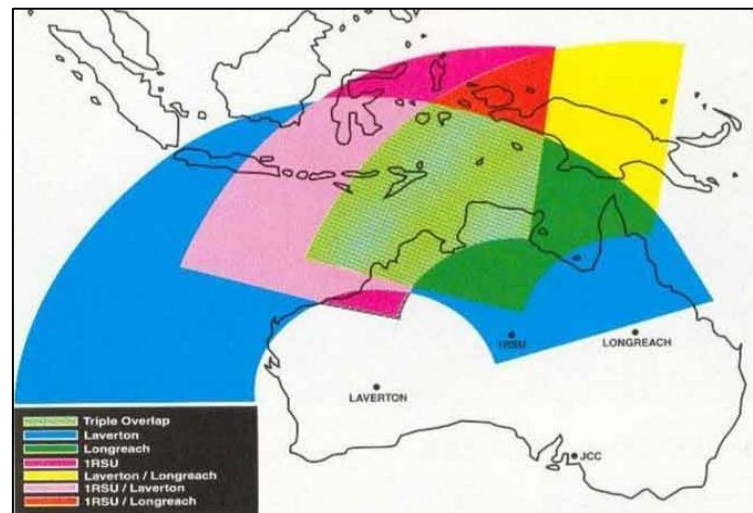 1RSU
LONGREACH
LAVERTON
JCC
Triple Overlap
Laverton
Longreach
1RSU
Laverton / Longreach
1RSU / Laverton
1RSU / Longreach